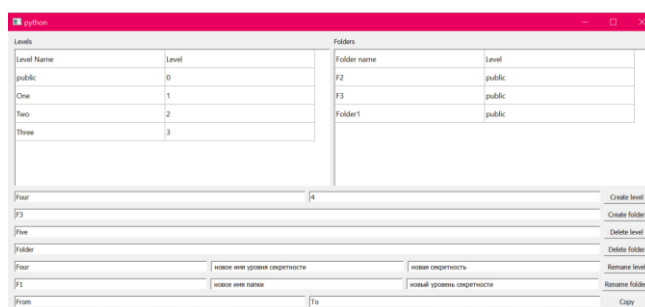 python
Levels Folders
Level Name Level Folder name Level
public 0 F2 public
One 1 F3 public
Two 2 Folder1 public
Three 3
Four 4 Create level
F3 Create folder
Five Delete level
Folder Delete folder
Four новое имя уровня секретности новая секретность Remane level
F1 новое имя папки новый уровень секретности Rename folder
From To Copy